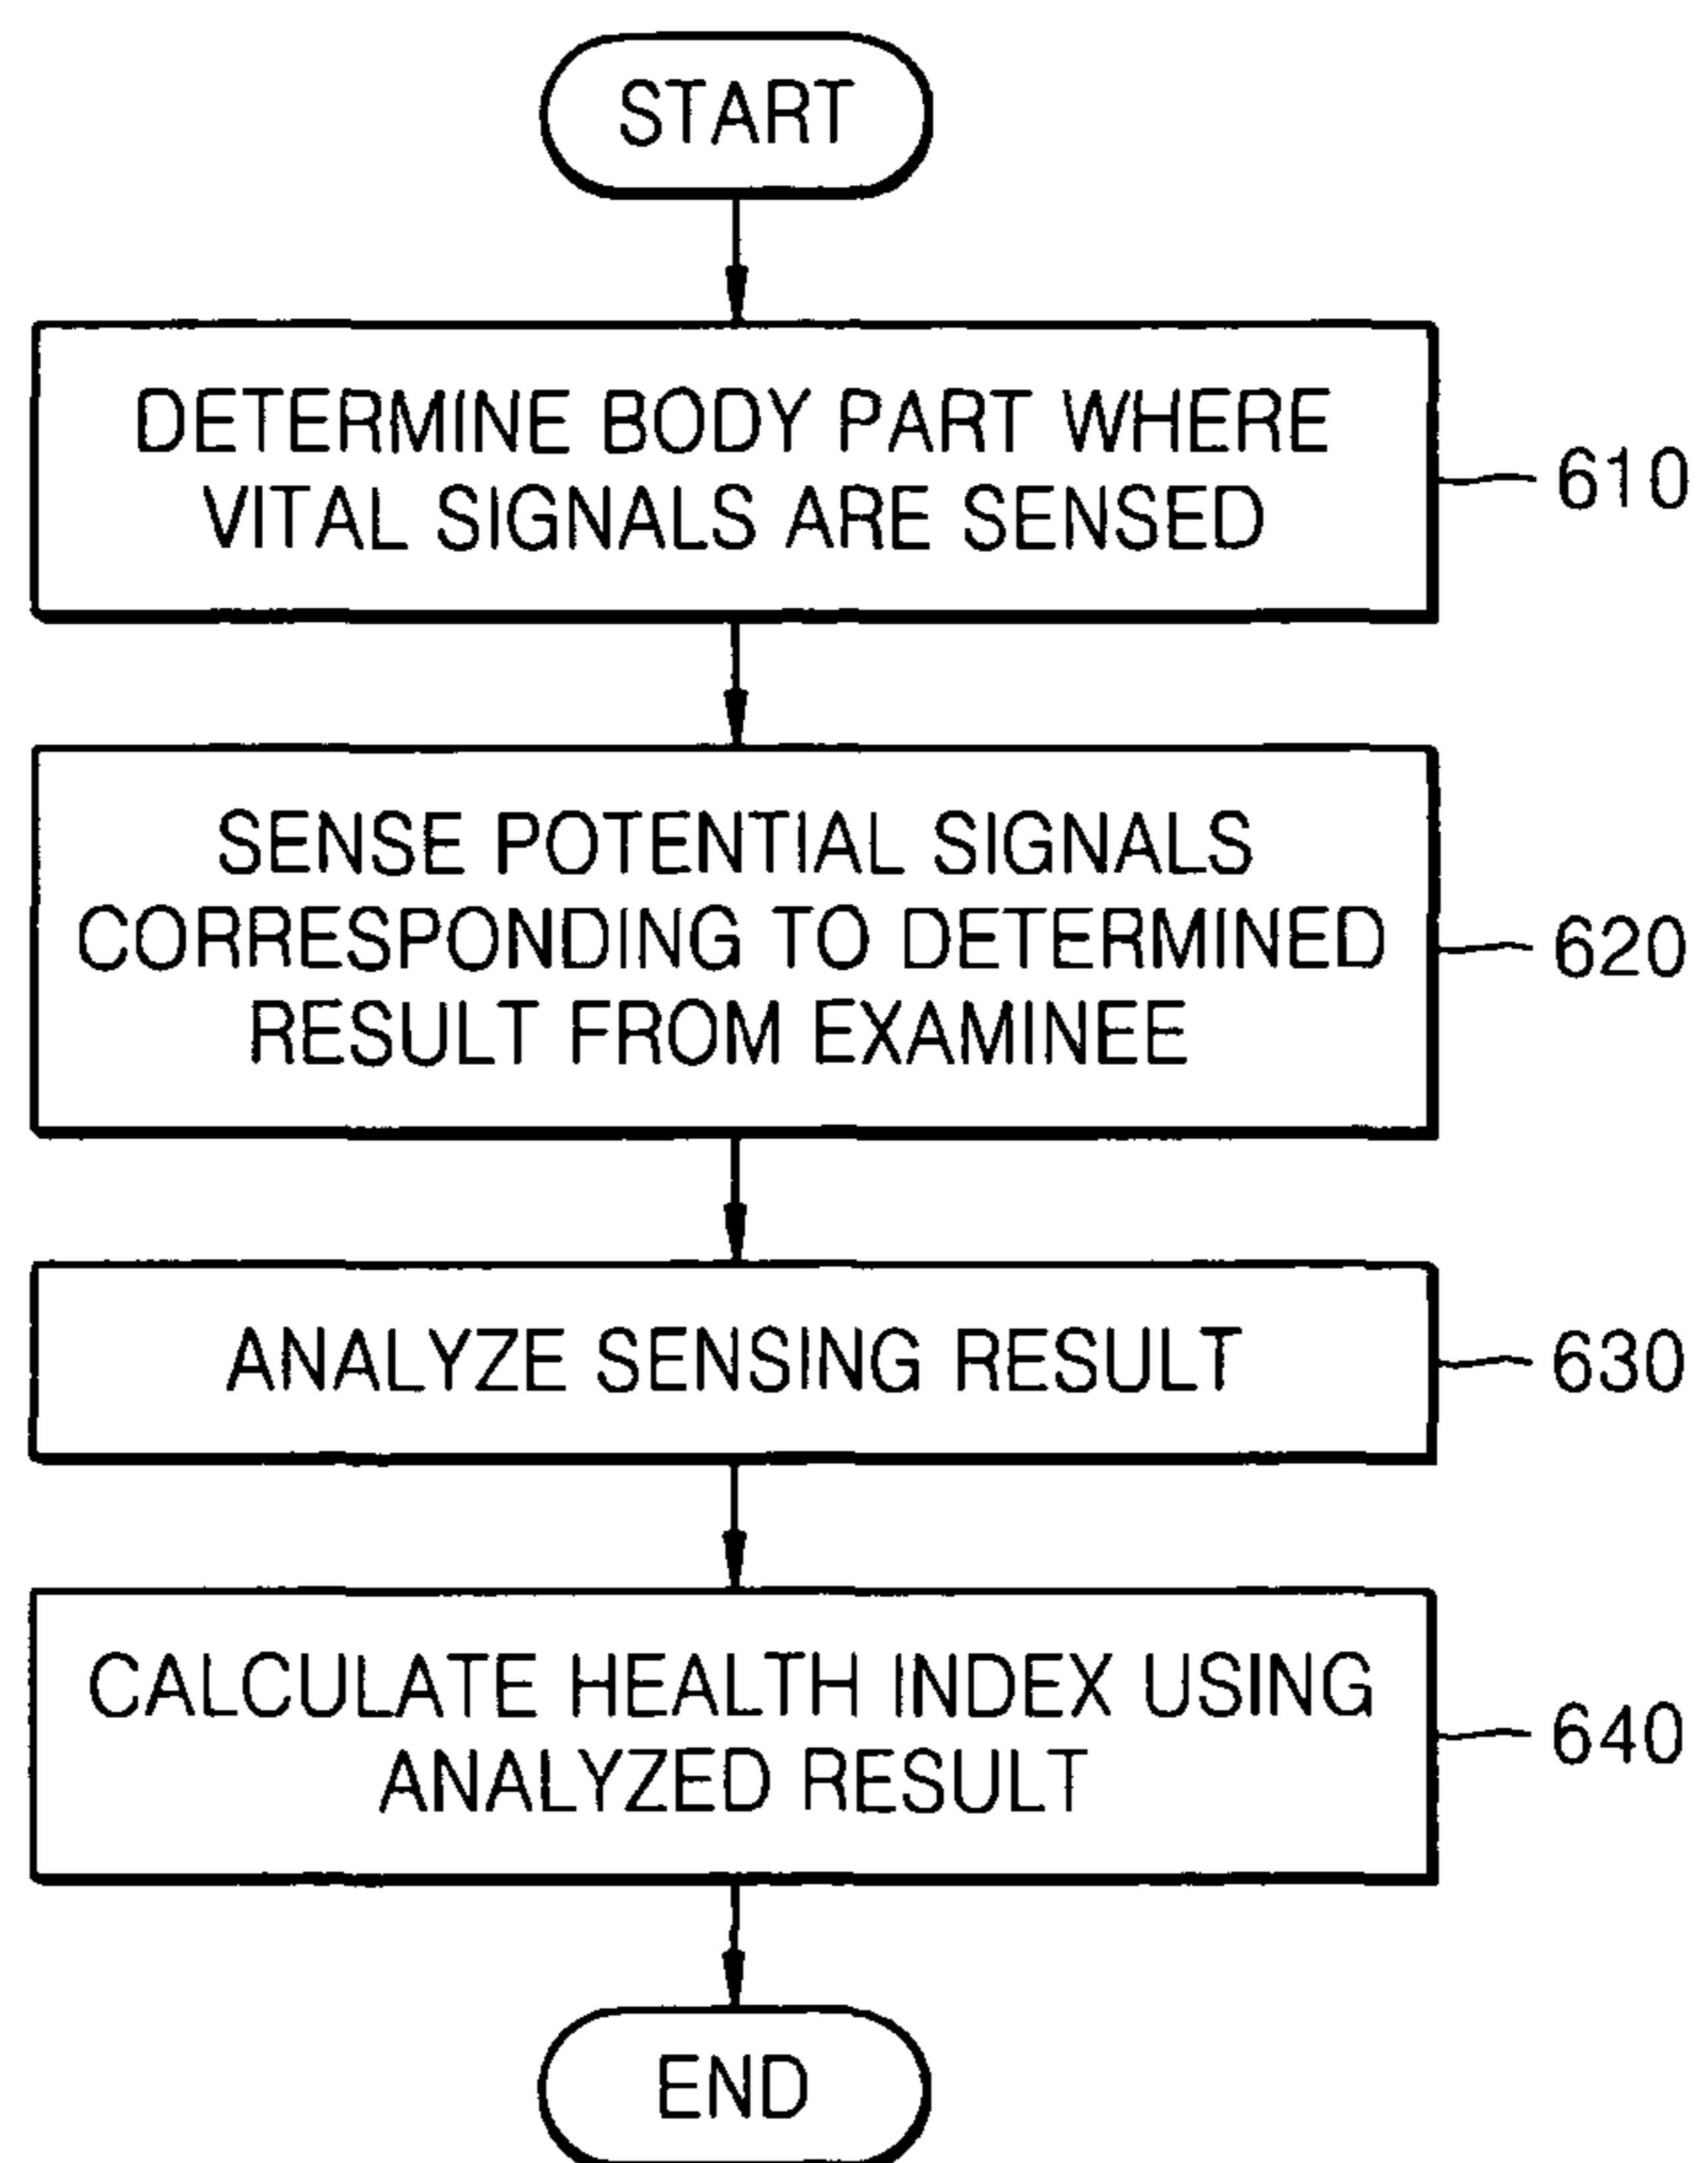 START
DETERMINE BODY PART WHERE
VITAL SIGNALS ARE SENSED
610
SENSE POTENTIAL SIGNALS
CORRESPONDING TO DETERMINED
RESULT FROM EXAMINEE
620
ANALYZE SENSING RESULT
630
CALCULATE HEALTH INDEX USING
ANALYZED RESULT
640
END